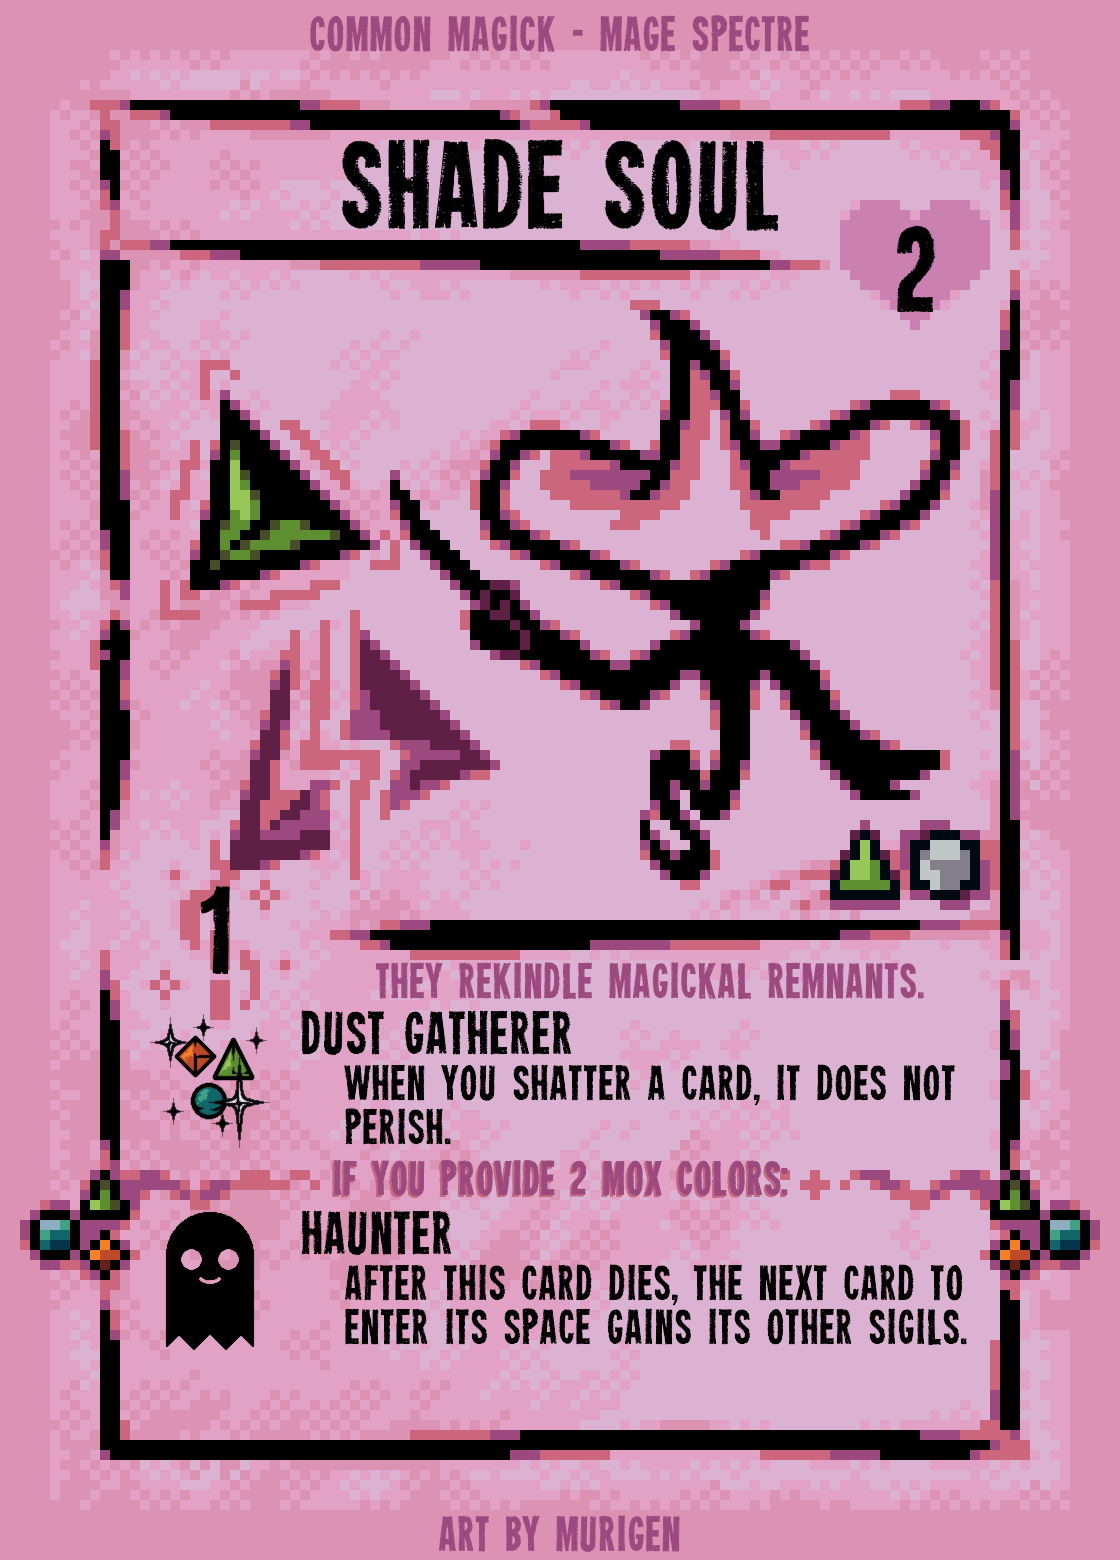 COMMON MAGICK - MAGE SPECTRE
SHADE SOUL
2
1
THEY REKINDLE MAGICKAL REMNANTS.
DUST GATHERER
WHEN YOU SHATTER A CARD, IT DOES NOT
PERISH.
IF YOU PROVIDE 2 MOX COLORS:
HAUNTER
AFTER THIS CARD DIES, THE NEXT CARD TO
ENTER ITS SPACE GAINS ITS OTHER SIGILS.
ART BY MURIGEN